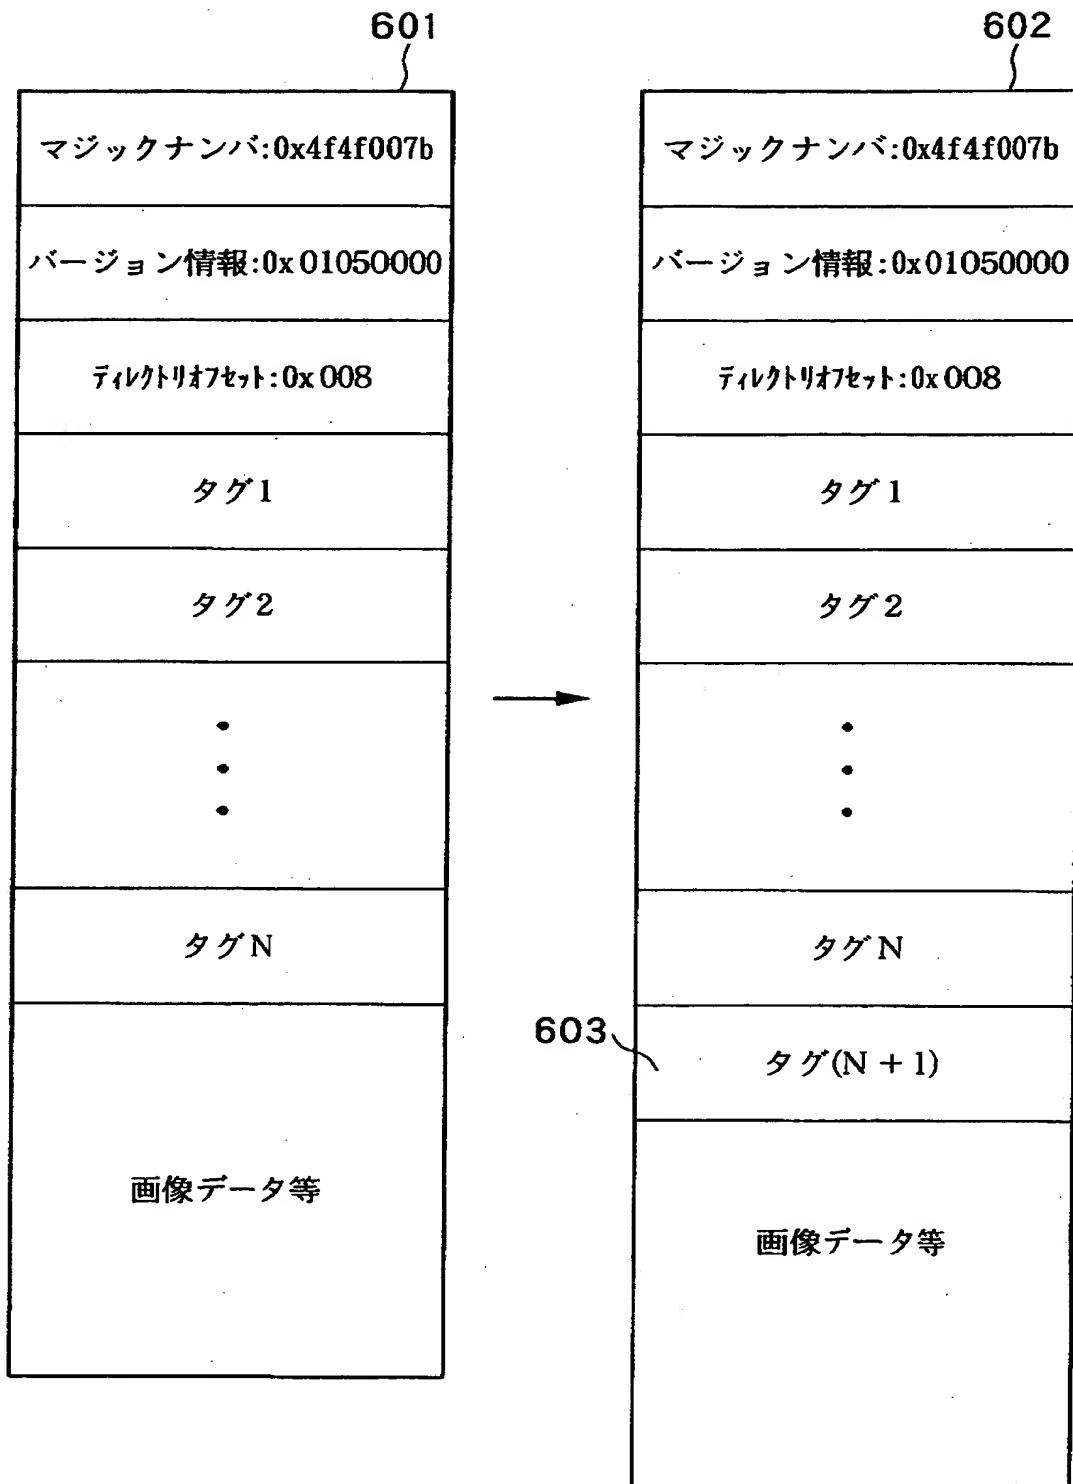 601
マジックナンバ:0x4f4f007b
バージョン情報:0x01050000
ディレクトリオフセット:0x008
タグ1
タグ2
タグN
画像データ等
602
マジックナンバ:0x4f4f007b
バージョン情報:0x01050000
ディレクトリオフセット:0x008
タグ1
タグ2
タグN
603
タグ(N+1)
画像データ等